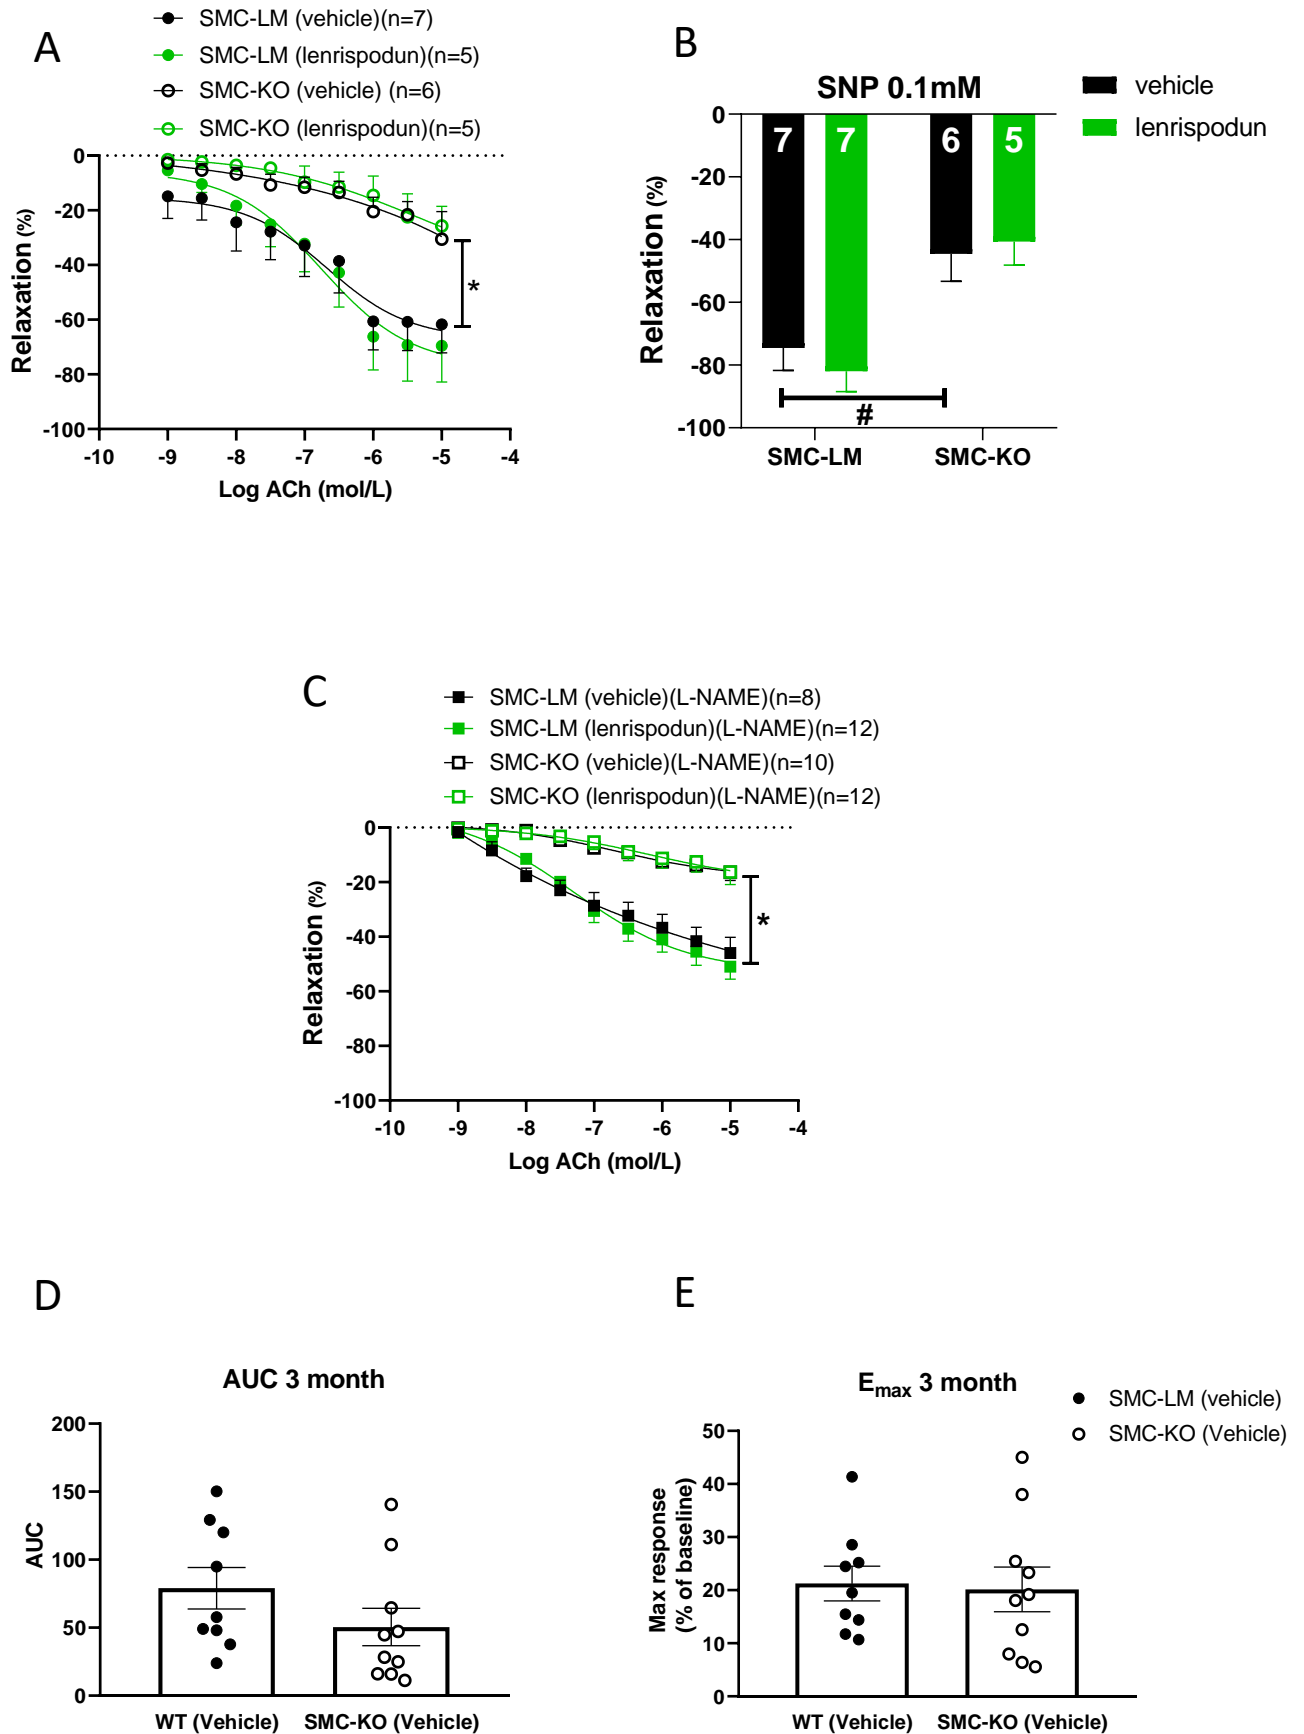 A
SMC-LM (vehicle)(n=7)
SMC-LM (lenrispodun)(n=5)
SMC-KO (vehicle) (n=6)
SMC-KO (lenrispodun)(n=5)
0
-20
-40
-60
-80
-100
Relaxation (%)
*
-10 -9 -8 -7 -6 -5 -4
Log ACh (mol/L)
B
SNP 0.1mM
vehicle
lenrispodun
0
-20
-40
-60
-80
-100
Relaxation (%)
7 7 6 5
#
SMC-LM SMC-KO
C
SMC-LM (vehicle)(L-NAME)(n=8)
SMC-LM (lenrispodun)(L-NAME)(n=12)
SMC-KO (vehicle)(L-NAME)(n=10)
SMC-KO (lenrispodun)(L-NAME)(n=12)
0
-20
-40
-60
-80
-100
Relaxation (%)
*
-10 -9 -8 -7 -6 -5 -4
Log ACh (mol/L)
D
AUC 3 month
200
150
100
50
0
AUC
WT (Vehicle) SMC-KO (Vehicle)
E
Emax 3 month
SMC-LM (vehicle)
SMC-KO (Vehicle)
50
40
30
20
10
0
Max response
(% of baseline)
WT (Vehicle) SMC-KO (Vehicle)